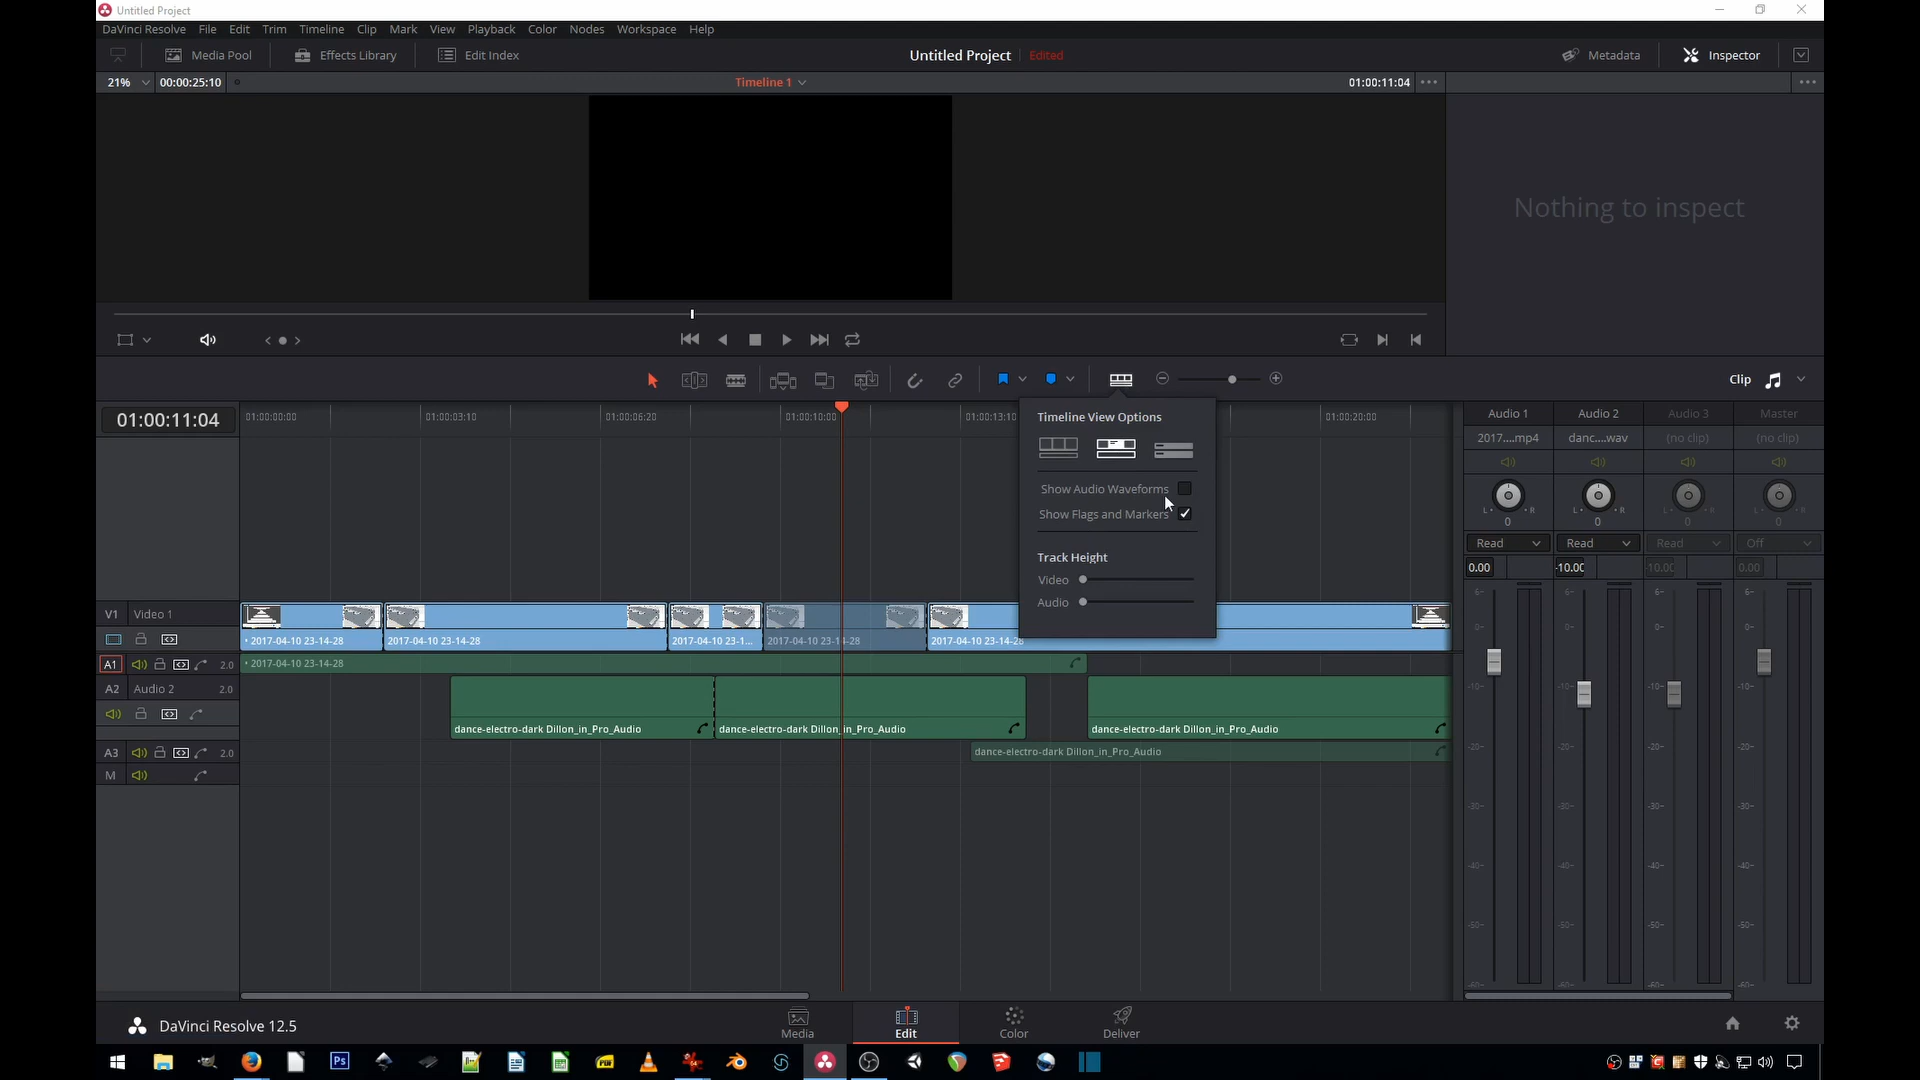 Untitled Project
DaVinci Resolve File Edit Trim Timeline Clip Mark View Playback Color Nodes Workspace Help
Media Pool Effects Library Edit Index Untitled Project Edited Metadata Inspector
21% 00:00:25:10 Timeline 1 01:00:11:04
Nothing to inspect
Clip
01:00:11:04 01:00:00:00 01:00:03:10 01:00:06:20 01:00:10:00 01:00:13:10 01:00:20:00
Timeline View Options
Show Audio Waveforms
Show Flags and Markers
Track Height
Video
Audio
Audio 1 Audio 2 Audio 3 Master
2017....mp4 danc....wav (no clip) (no clip)
L R L R L R L R
0 0 0 0
Read Read Read Off
0.00 -10.00 -10.00 0.00
V1 Video 1
2017-04-10 23-14-28 2017-04-10 23-14-28 2017-04-10 23-1... 2017-04-10 23-14-28 2017-04-10 23-14-28
A1 2.0 2017-04-10 23-14-28
A2 Audio 2 2.0
dance-electro-dark Dillon_in_Pro_Audio dance-electro-dark Dillon_in_Pro_Audio dance-electro-dark Dillon_in_Pro_Audio
A3 2.0 dance-electro-dark Dillon_in_Pro_Audio
M
DaVinci Resolve 12.5
Media Edit Color Deliver
Ps